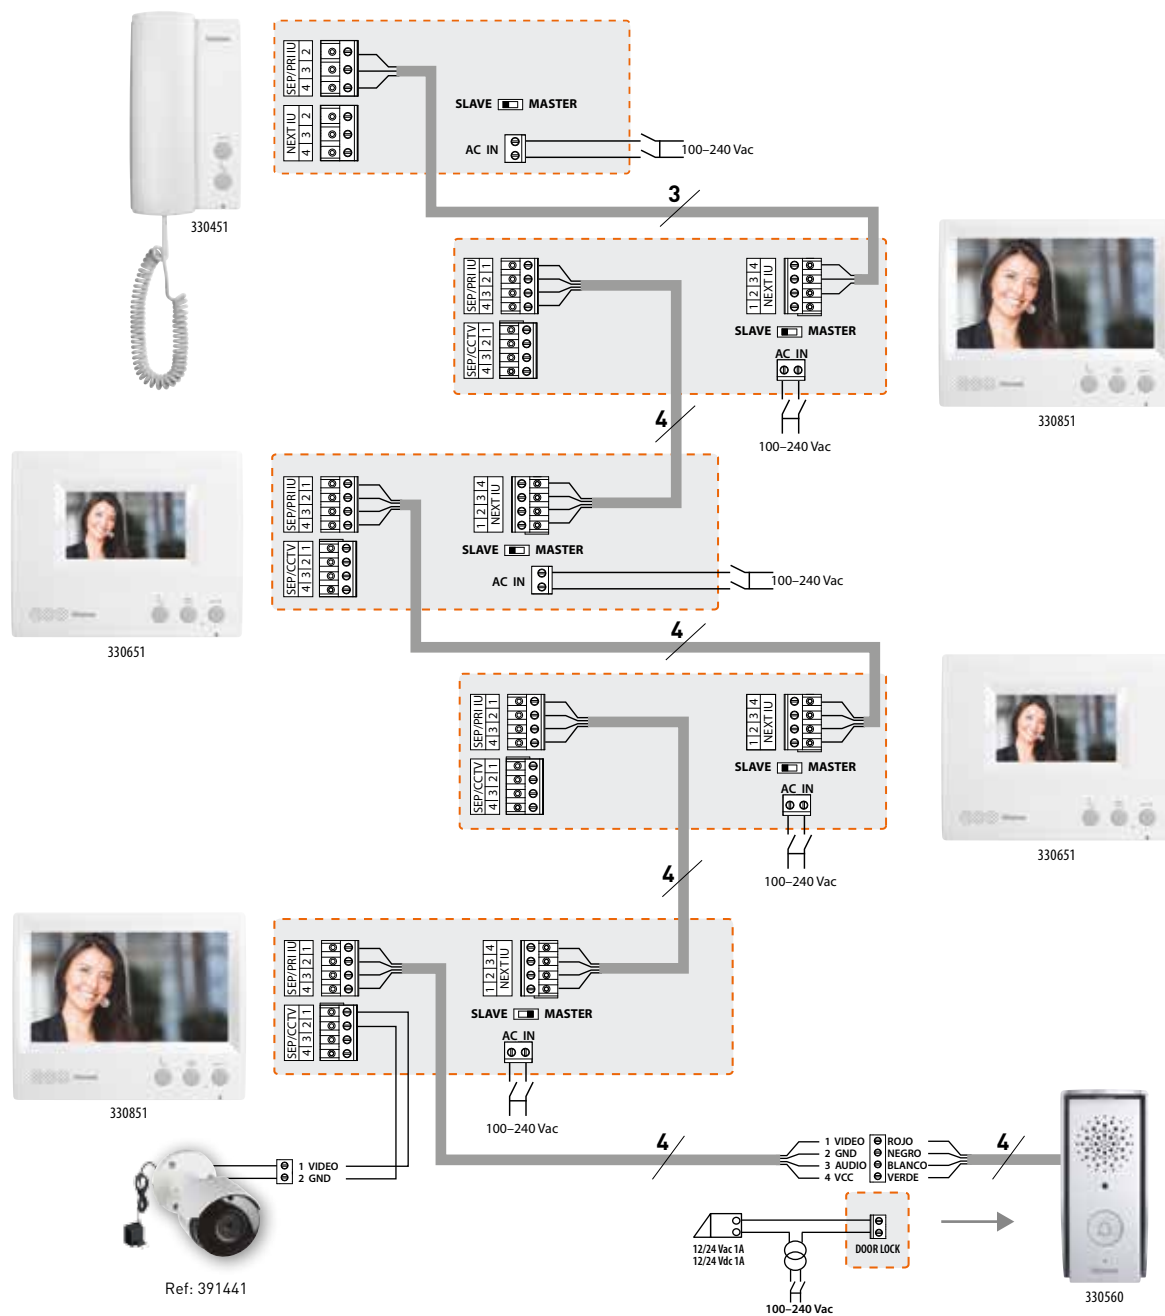 SEP/PRI IU
4 3 2
NEXT IU
4 3 2
SLAVE MASTER
AC IN
100–240 Vac
330451
3
SEP/PRI IU
4 3 2 1
SEP/CCTV
4 3 2 1
1 2 3 4
NEXT IU
SLAVE MASTER
AC IN
100–240 Vac
330851
4
SEP/PRI IU
4 3 2 1
SEP/CCTV
4 3 2 1
1 2 3 4
NEXT IU
SLAVE MASTER
AC IN
100–240 Vac
330651
4
SEP/PRI IU
4 3 2 1
SEP/CCTV
4 3 2 1
1 2 3 4
NEXT IU
SLAVE MASTER
AC IN
100–240 Vac
330651
4
SEP/PRI IU
4 3 2 1
SEP/CCTV
4 3 2 1
1 2 3 4
NEXT IU
SLAVE MASTER
AC IN
100–240 Vac
330851
4
1 VIDEO ROJO
2 GND NEGRO
3 AUDIO BLANCO
4 VCC VERDE
4
1 VIDEO
2 GND
Ref: 391441
12/24 Vac 1A
12/24 Vdc 1A
DOOR LOCK
100–240 Vac
330560